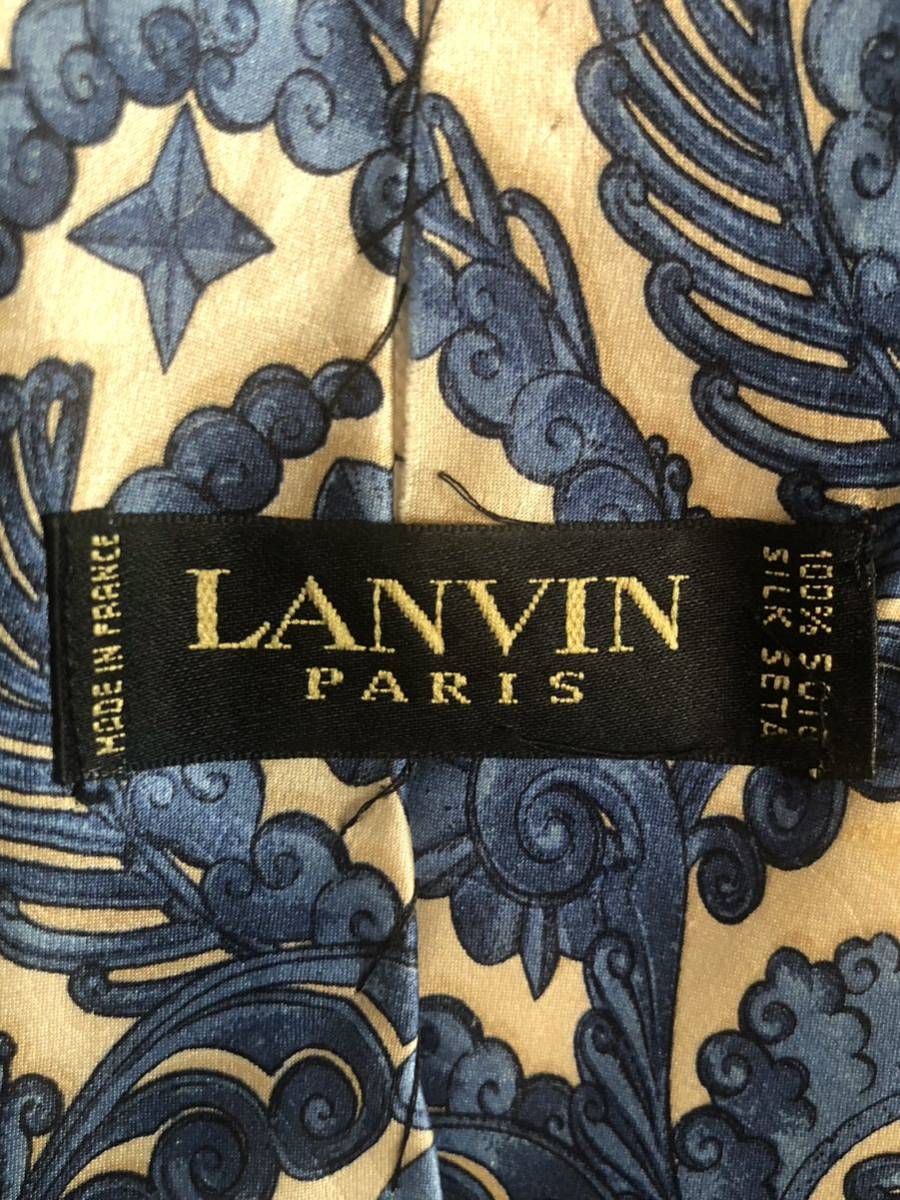 MADE IN FRANCE
LANVIN
PARIS
100% SOIE
SILK SETA